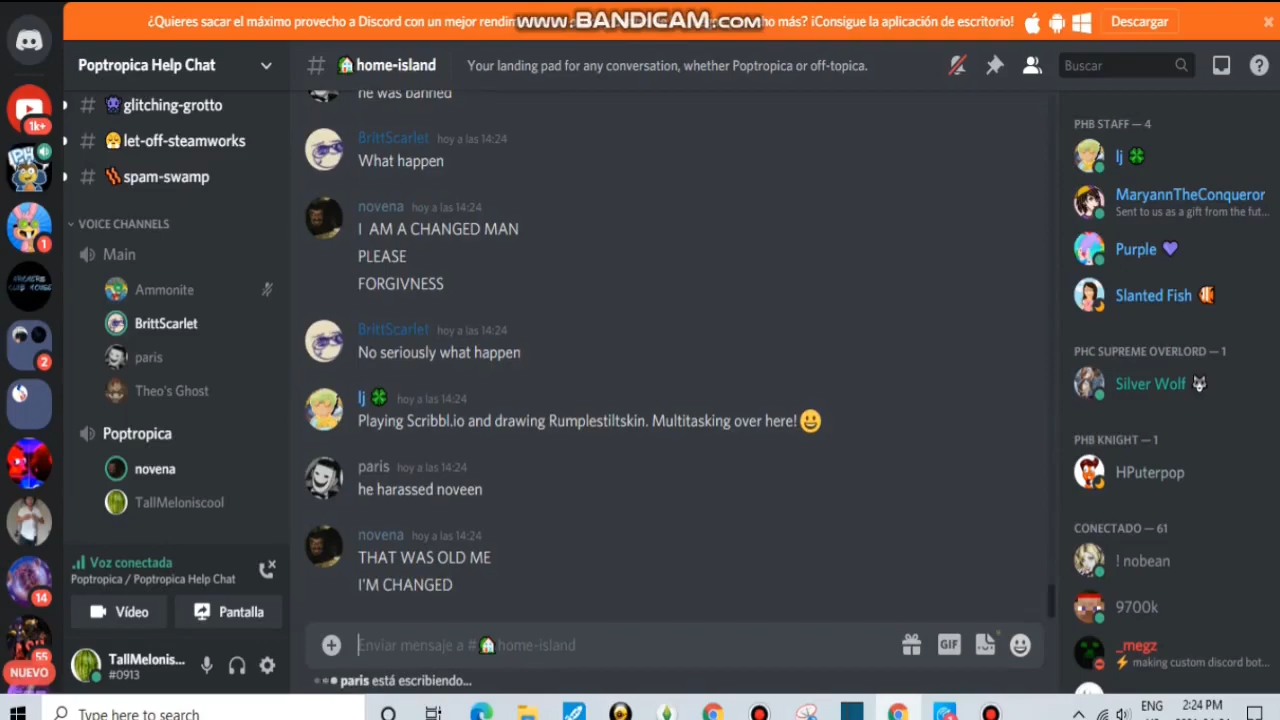 ¿Quieres sacar el máximo provecho a Discord con un mejor rendim
www.BANDICAM.com
ho más? ¡Consigue la aplicación de escritorio!
Descargar
Poptropica Help Chat
home-island
Your landing pad for any conversation, whether Poptropica or off-topica.
Buscar
1K+
1
2
14
55
NUEVO
# glitching-grotto
# let-off-steamworks
# spam-swamp
VOICE CHANNELS
Main
Ammonite
BrittScarlet
paris
Theo's Ghost
Poptropica
novena
TallMeloniscool
Voz conectada
Poptropica / Poptropica Help Chat
Vídeo
Pantalla
TallMelonis...
#0913
he was banned
BrittScarlet hoy a las 14:24
What happen
novena hoy a las 14:24
I AM A CHANGED MAN
PLEASE
FORGIVNESS
BrittScarlet hoy a las 14:24
No seriously what happen
lj 🍀 hoy a las 14:24
Playing Scribbl.io and drawing Rumplestiltskin. Multitasking over here! 😀
paris hoy a las 14:24
he harassed noveen
novena hoy a las 14:24
THAT WAS OLD ME
I'M CHANGED
Enviar mensaje a #🏠home-island
GIF
paris está escribiendo...
PHB STAFF — 4
lj 🍀
MaryannTheConqueror
Sent to us as a gift from the fut...
Purple 💜
Slanted Fish 🐠
PHC SUPREME OVERLORD — 1
Silver Wolf 🐺
PHB KNIGHT — 1
HPuterpop
CONECTADO — 61
! nobean
9700k
_megz
⚡ making custom discord bot...
Type here to search
ENG
2:24 PM